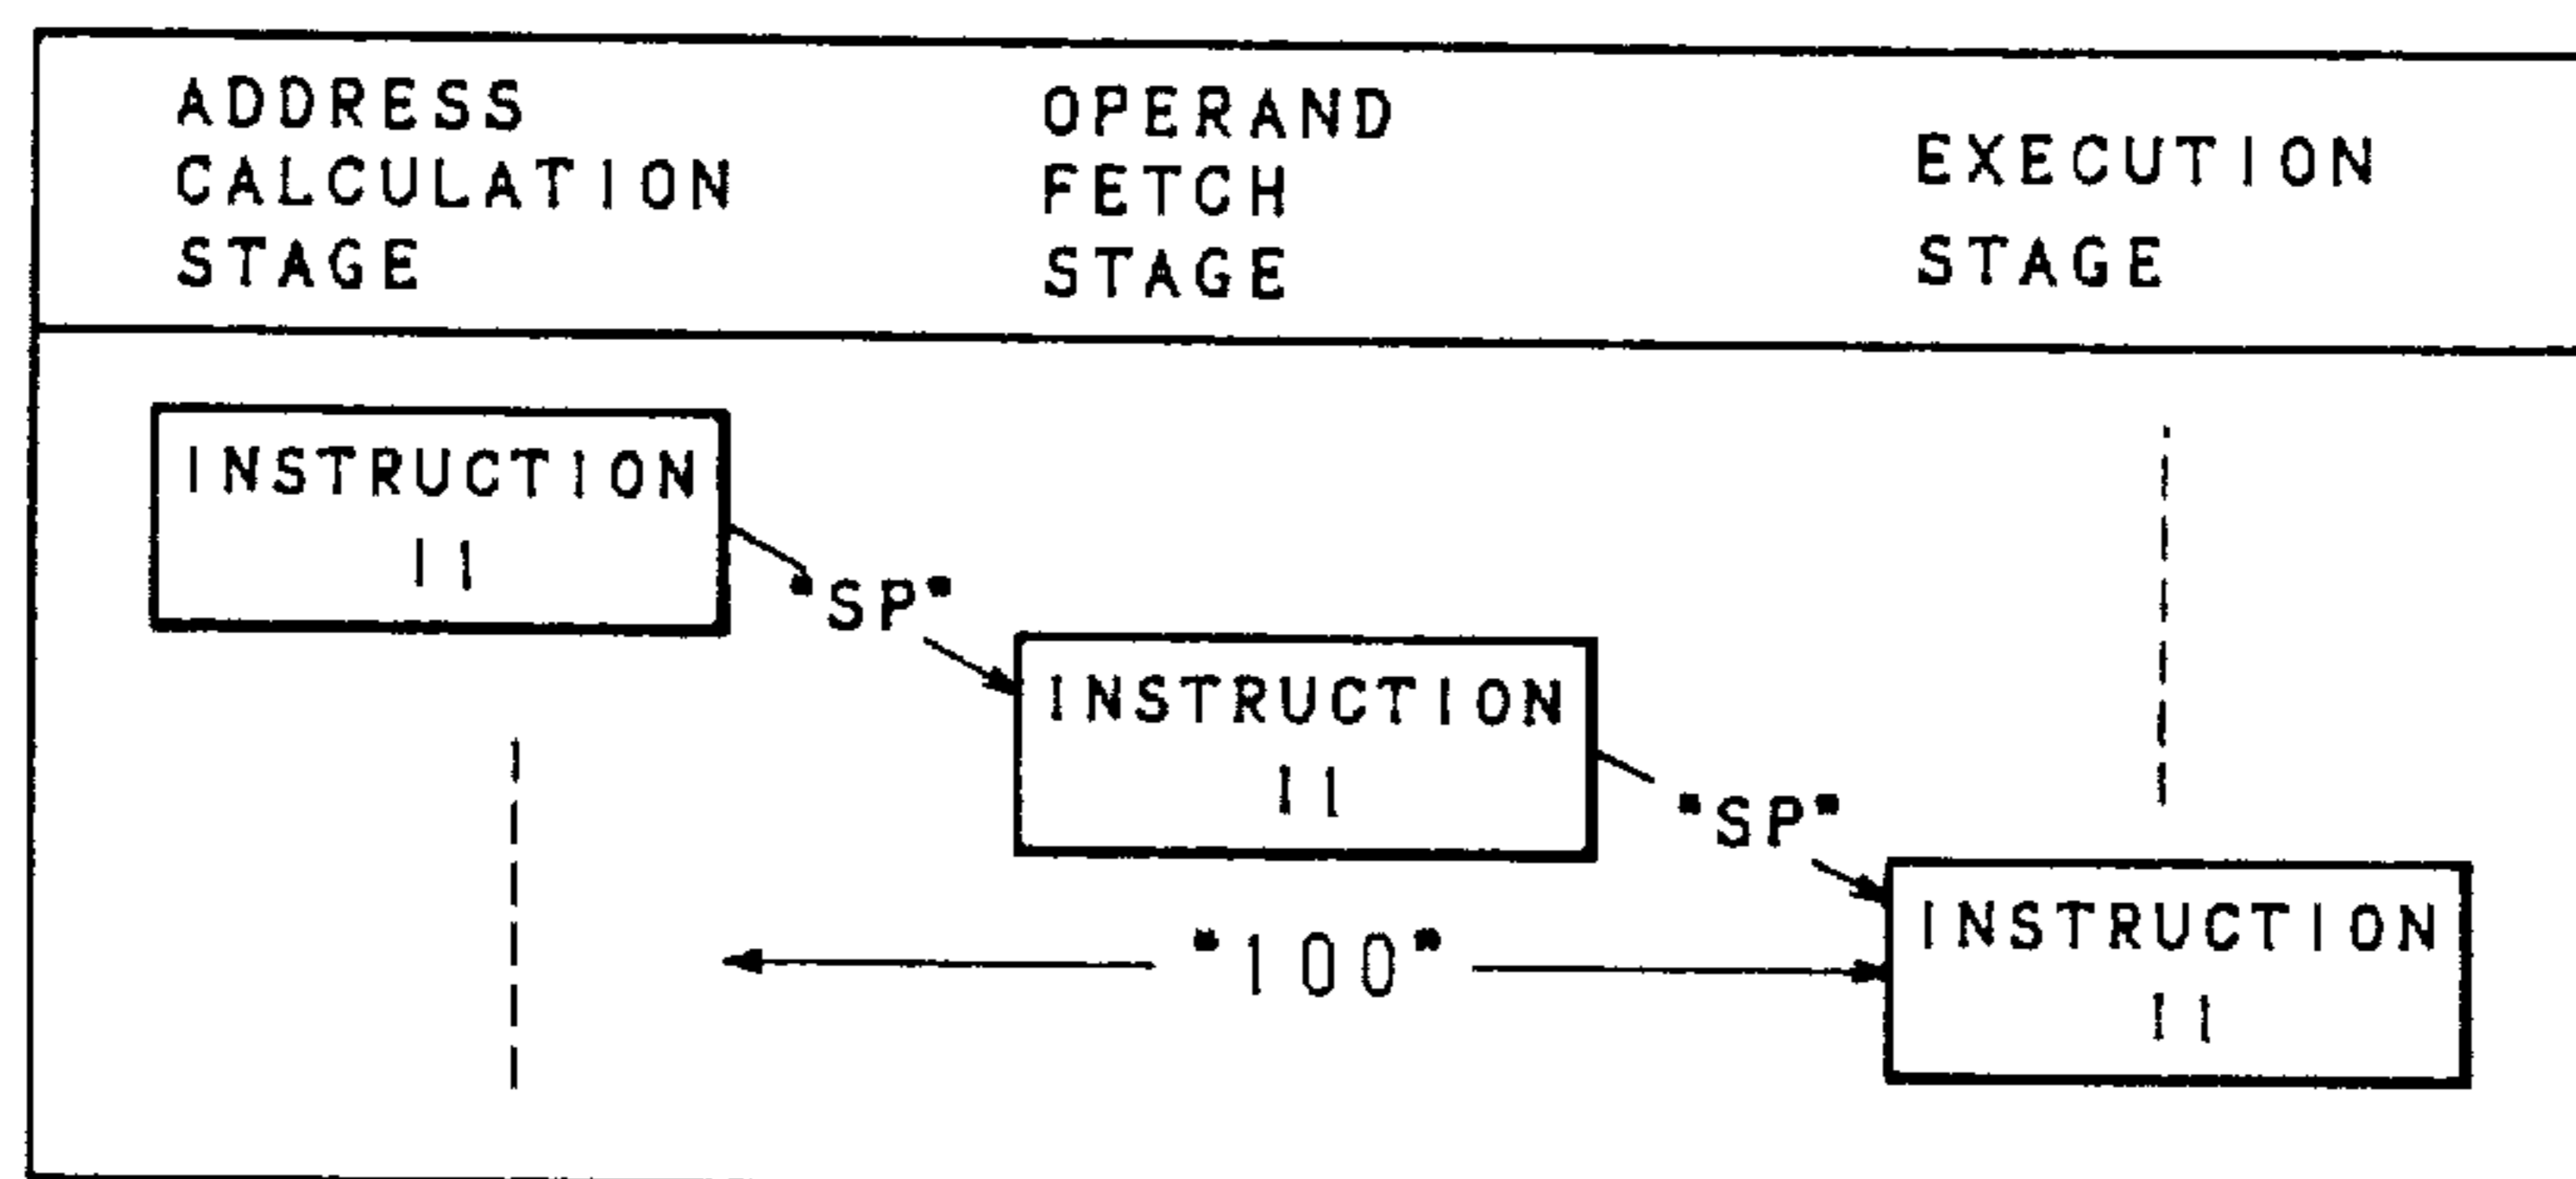 ADDRESS
CALCULATION
STAGE
OPERAND
FETCH
STAGE
EXECUTION
STAGE
INSTRUCTION
I1
"SP"
INSTRUCTION
I1
"SP"
INSTRUCTION
I1
"100"